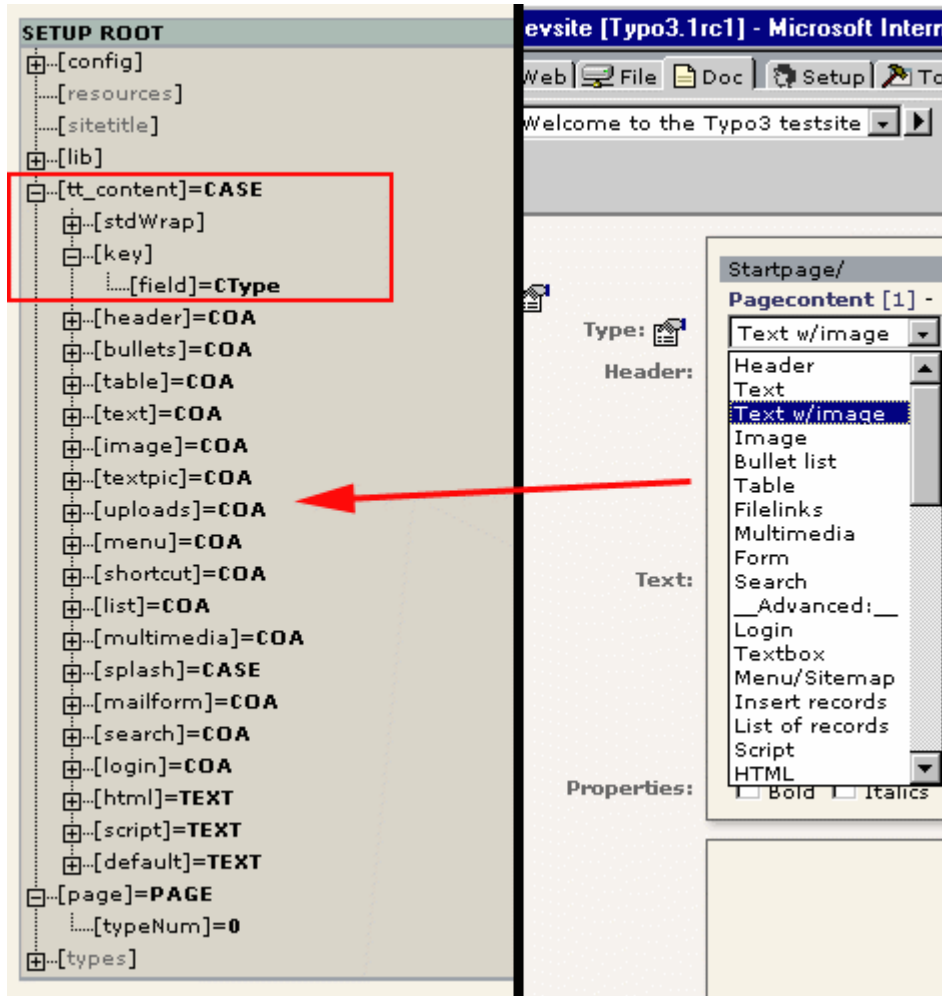 SETUP ROOT
[config]
[resources]
[sitetitle]
[lib]
[tt_content]=CASE
[stdWrap]
[key]
[field]=CType
[header]=COA
[bullets]=COA
[table]=COA
[text]=COA
[image]=COA
[textpic]=COA
[uploads]=COA
[menu]=COA
[shortcut]=COA
[list]=COA
[multimedia]=COA
[splash]=CASE
[mailform]=COA
[search]=COA
[login]=COA
[html]=TEXT
[script]=TEXT
[default]=TEXT
[page]=PAGE
[typeNum]=0
[types]
evsite [Typo3.1rc1] - Microsoft Intern
Web File Doc Setup To
Welcome to the Typo3 testsite
Startpage/
Pagecontent [1] -
Type: Text w/image
Header:
Header
Text
Text w/image
Image
Bullet list
Table
Filelinks
Multimedia
Form
Text:
Search
__Advanced:__
Login
Textbox
Menu/Sitemap
Insert records
List of records
Script
HTML
Properties: Bold Italics